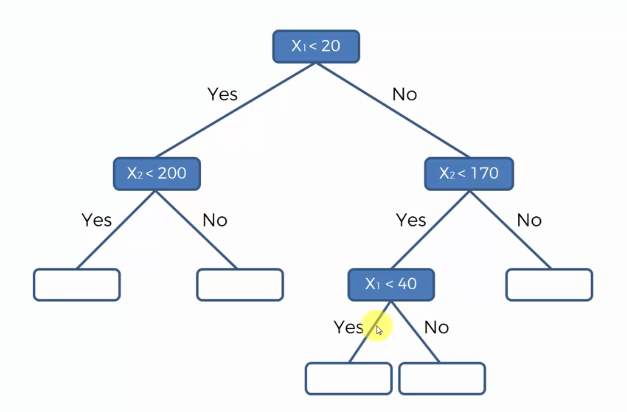 X1 < 20
Yes
No
X2 < 200
X2 < 170
Yes
No
Yes
No
X1 < 40
Yes
No